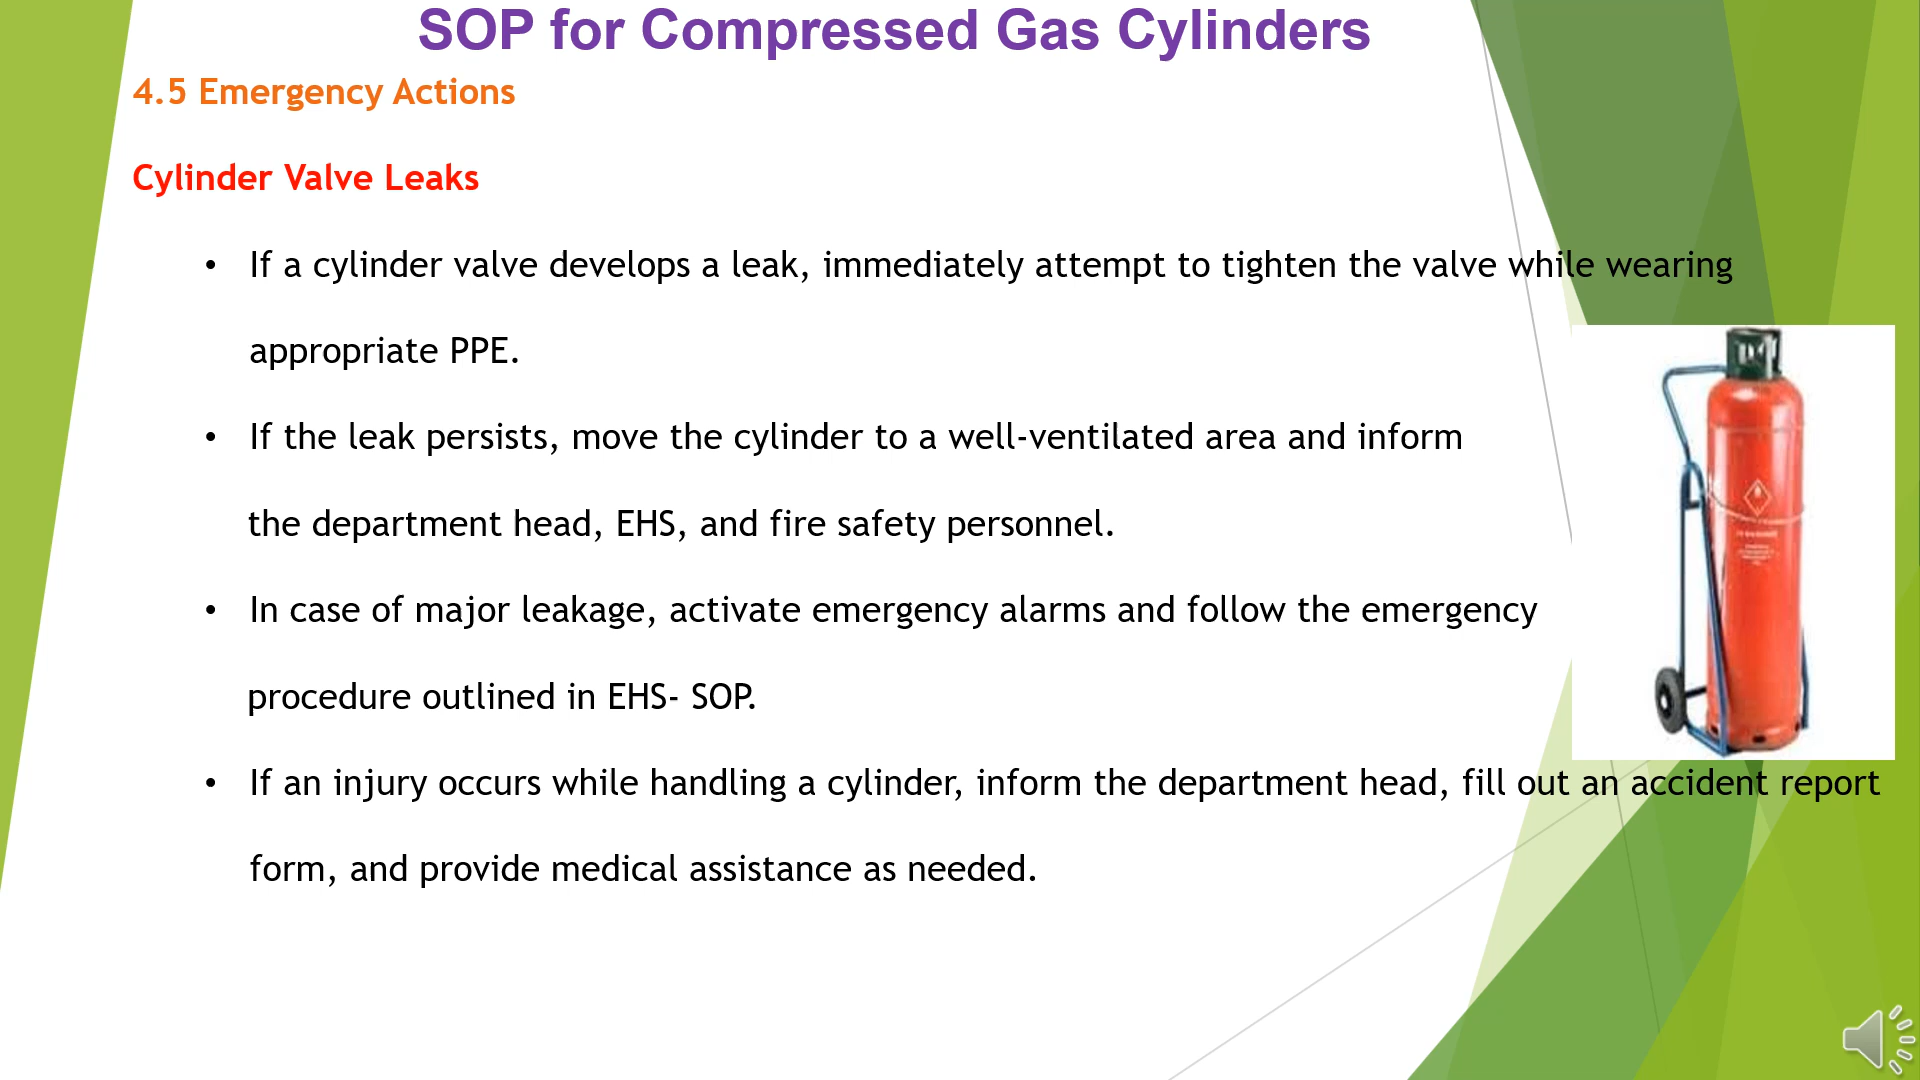 SOP for Compressed Gas Cylinders
4.5 Emergency Actions
Cylinder Valve Leaks
• If a cylinder valve develops a leak, immediately attempt to tighten the valve while wearing
appropriate PPE.
• If the leak persists, move the cylinder to a well-ventilated area and inform
the department head, EHS, and fire safety personnel.
• In case of major leakage, activate emergency alarms and follow the emergency
procedure outlined in EHS- SOP.
• If an injury occurs while handling a cylinder, inform the department head, fill out an accident report
form, and provide medical assistance as needed.